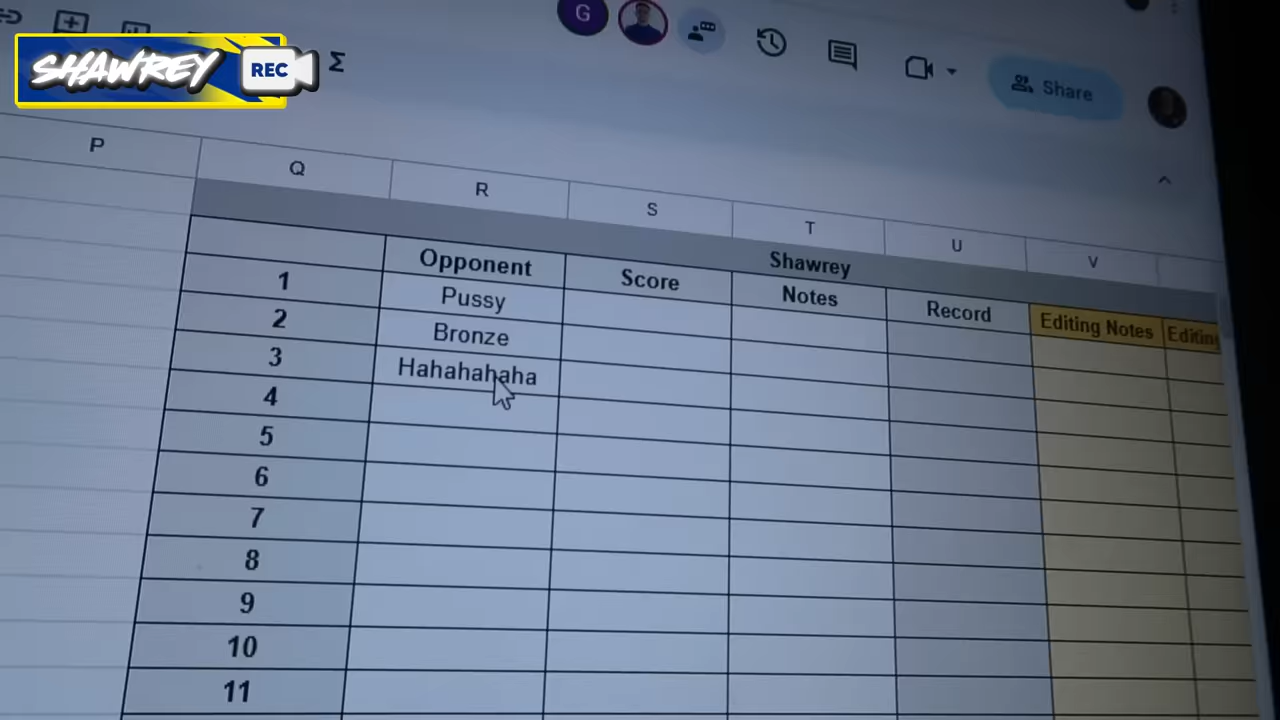 G
SHAWREY
REC
Σ
Share
P Q R S T U V
Shawrey
Opponent Score Notes Record Editing Notes Editin
1 Pussy
2 Bronze
3 Hahahahaha
4
5
6
7
8
9
10
11